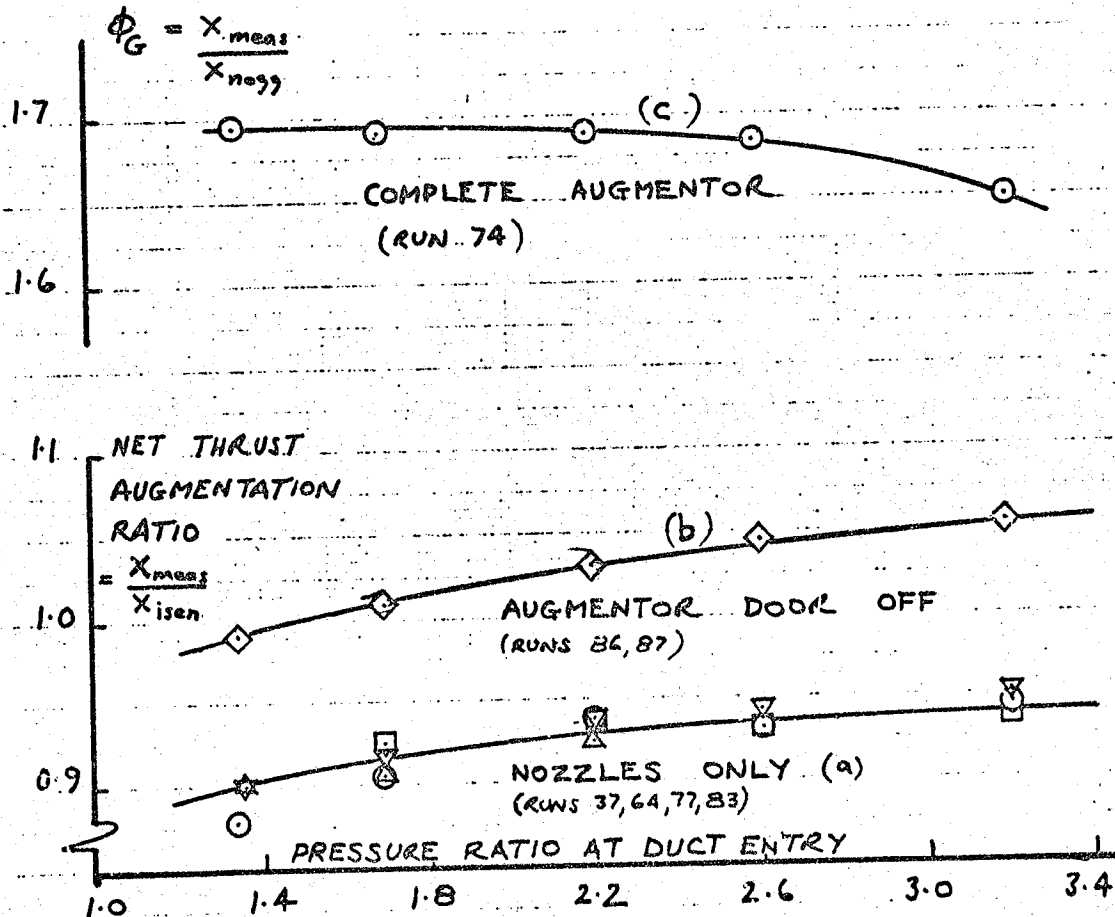 ϕG = Xmeas
Xnogg
1.7
(c)
COMPLETE AUGMENTOR
(RUN 74)
1.6
1.1
NET THRUST
AUGMENTATION
RATIO
= Xmeas
Xisen
(b)
1.0
AUGMENTOR DOOR OFF
(RUNS 86, 87)
0.9
NOZZLES ONLY (a)
(RUNS 37, 64, 77, 83)
PRESSURE RATIO AT DUCT ENTRY
1.0 1.4 1.8 2.2 2.6 3.0 3.4